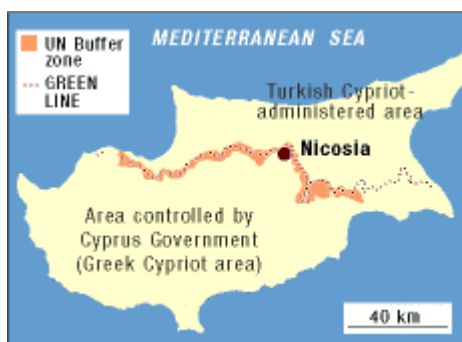 MEDITERRANEAN SEA
UN Buffer
zone
GREEN
LINE
Turkish Cypriot-
administered area
Nicosia
Area controlled by
Cyprus Government
(Greek Cypriot area)
40 km